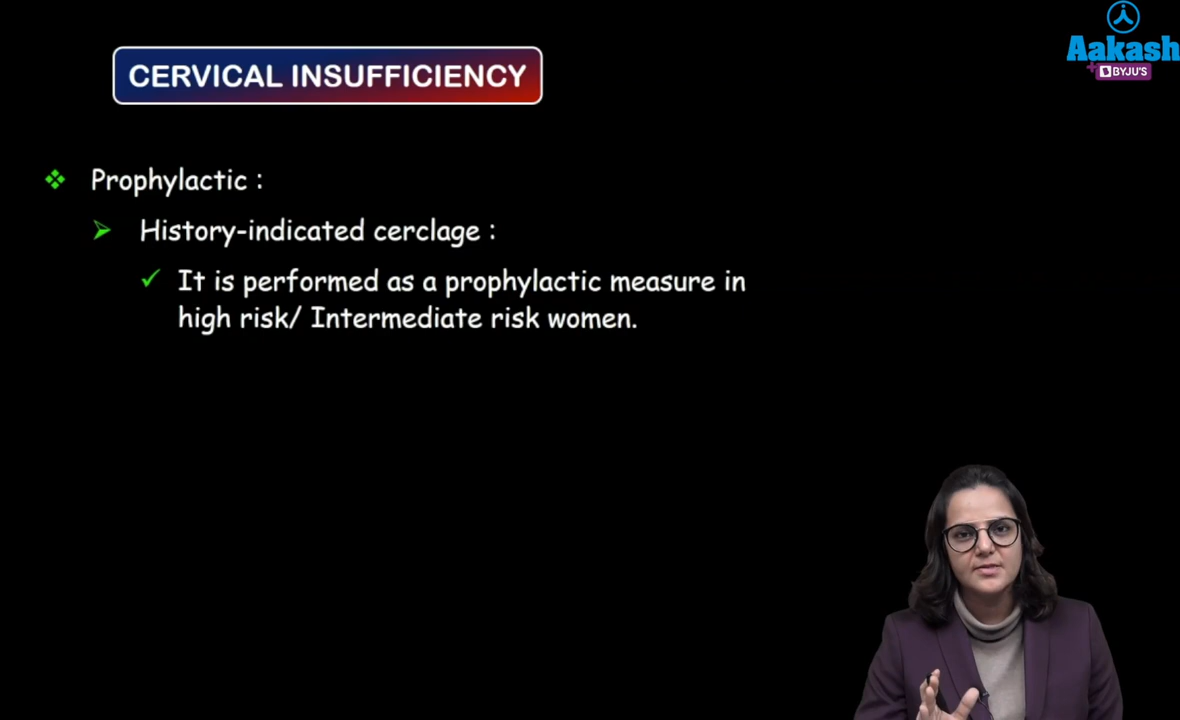 Aakash
BYJU'S
CERVICAL INSUFFICIENCY
Prophylactic :
History-indicated cerclage :
It is performed as a prophylactic measure in
high risk/ Intermediate risk women.